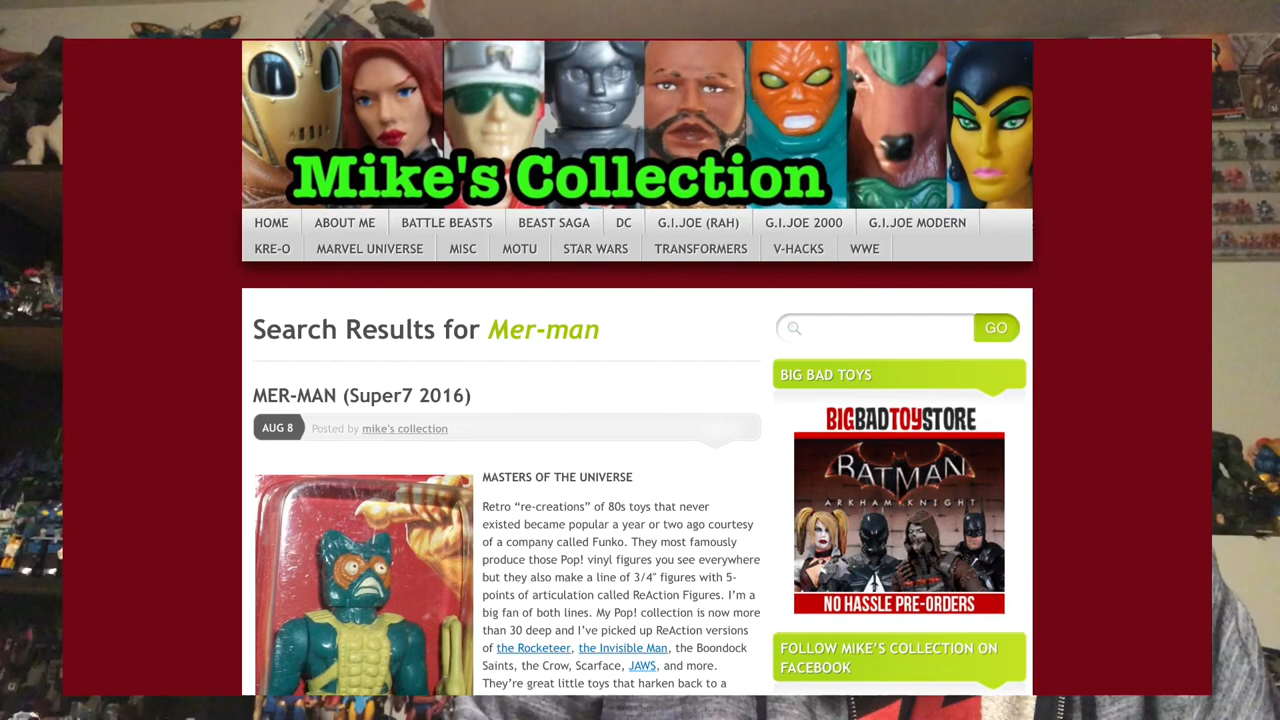 Mike's Collection
HOME ABOUT ME BATTLE BEASTS BEAST SAGA DC G.I.JOE (RAH) G.I.JOE 2000 G.I.JOE MODERN
KRE-O MARVEL UNIVERSE MISC MOTU STAR WARS TRANSFORMERS V-HACKS WWE
Search Results for Mer-man
GO
MER-MAN (Super7 2016)
AUG 8 Posted by mike's collection
MASTERS OF THE UNIVERSE
Retro “re-creations” of 80s toys that never
existed became popular a year or two ago courtesy
of a company called Funko. They most famously
produce those Pop! vinyl figures you see everywhere
but they also make a line of 3/4″ figures with 5-
points of articulation called ReAction Figures. I’m a
big fan of both lines. My Pop! collection is now more
than 30 deep and I’ve picked up ReAction versions
of the Rocketeer, the Invisible Man, the Boondock
Saints, the Crow, Scarface, JAWS, and more.
They’re great little toys that harken back to a
BIG BAD TOYS
BIGBADTOYSTORE
BATMAN
ARKHAM KNIGHT
NO HASSLE PRE-ORDERS
FOLLOW MIKE’S COLLECTION ON
FACEBOOK